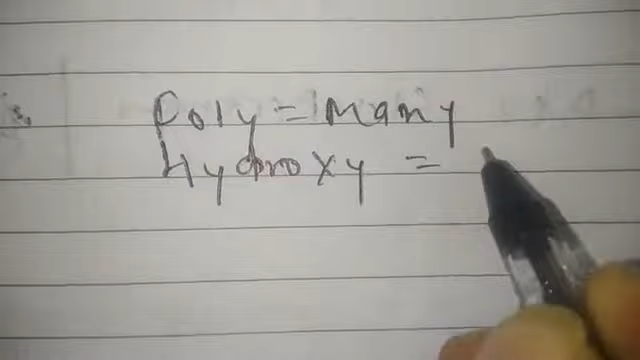 Poly = Many
Hydroxy =